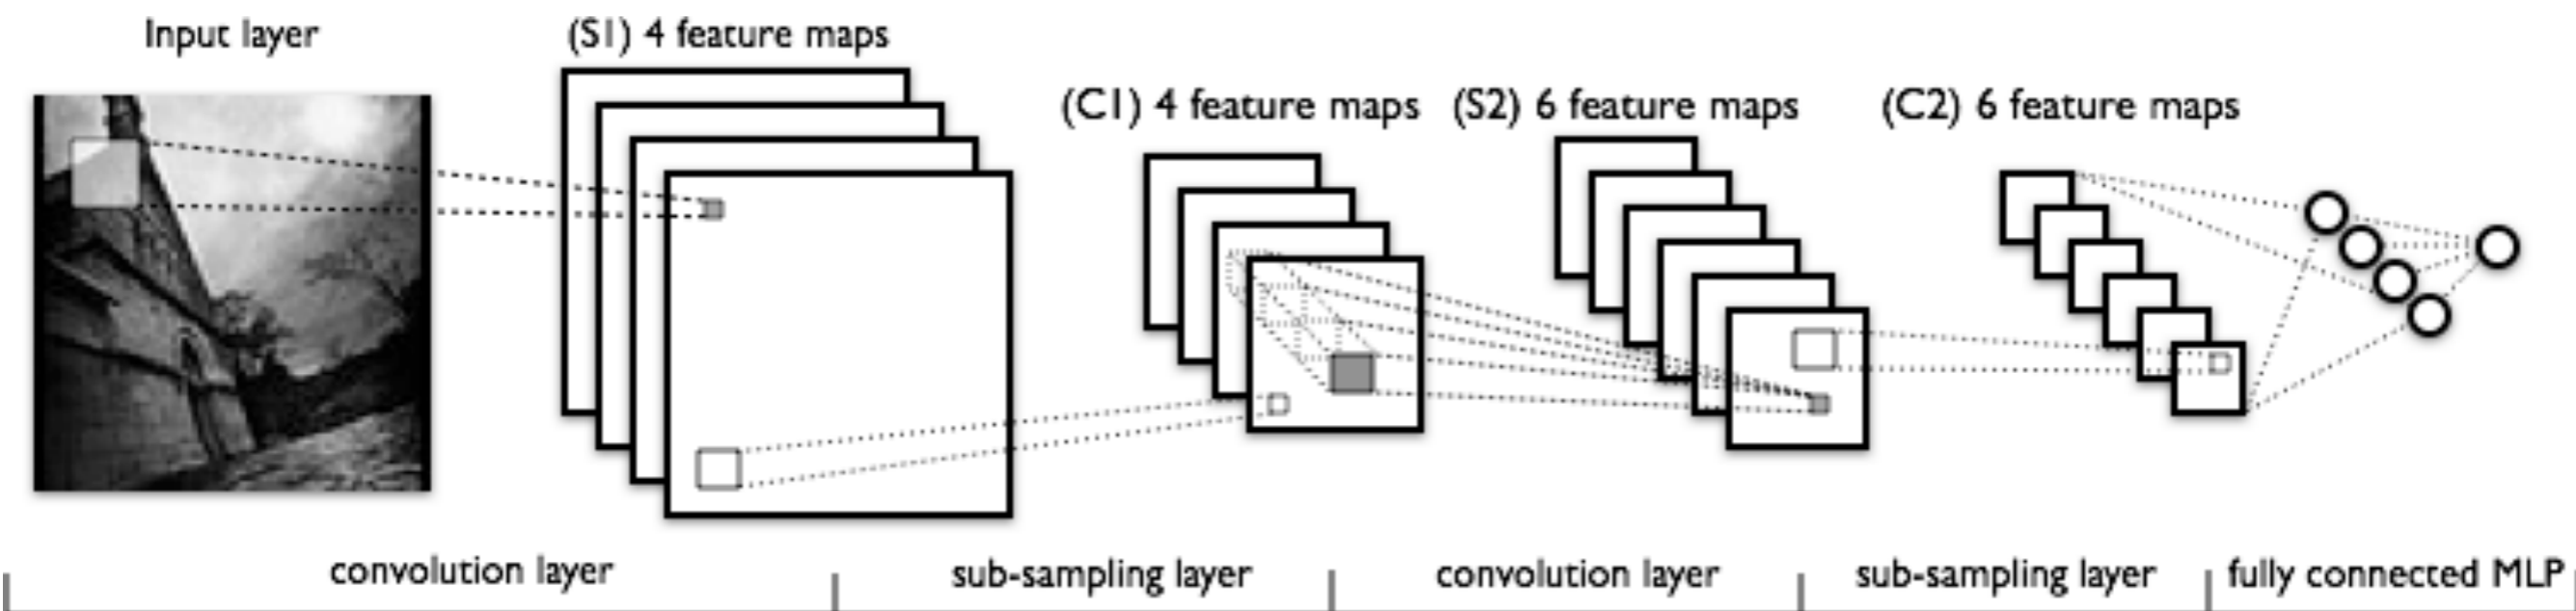 Input layer
(S1) 4 feature maps
(C1) 4 feature maps
(S2) 6 feature maps
(C2) 6 feature maps
convolution layer
sub-sampling layer
convolution layer
sub-sampling layer
fully connected MLP